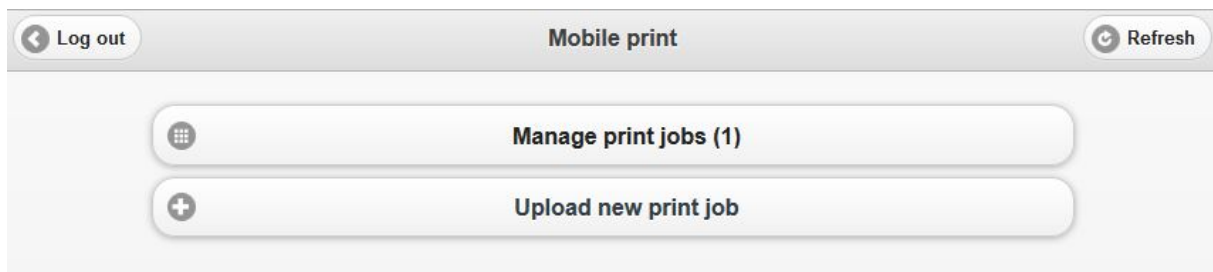 Log out
Mobile print
Refresh
Manage print jobs (1)
Upload new print job